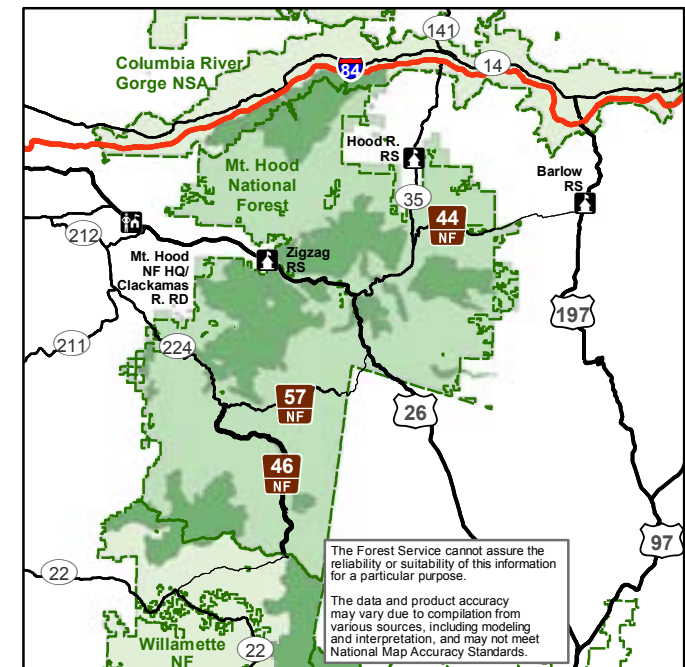 141
14
Columbia River
Gorge NSA
84
Hood R.
RS
Mt. Hood
National
Forest
Barlow
RS
35
44
NF
212
Mt. Hood
NF HQ/
Clackamas
R. RD
Zigzag
RS
197
211
224
57
NF
26
46
NF
97
The Forest Service cannot assure the
reliability or suitability of this information
for a particular purpose.
The data and product accuracy
may vary due to compilation from
various sources, including modeling
and interpretation, and may not meet
National Map Accuracy Standards.
22
Willamette
NF
22